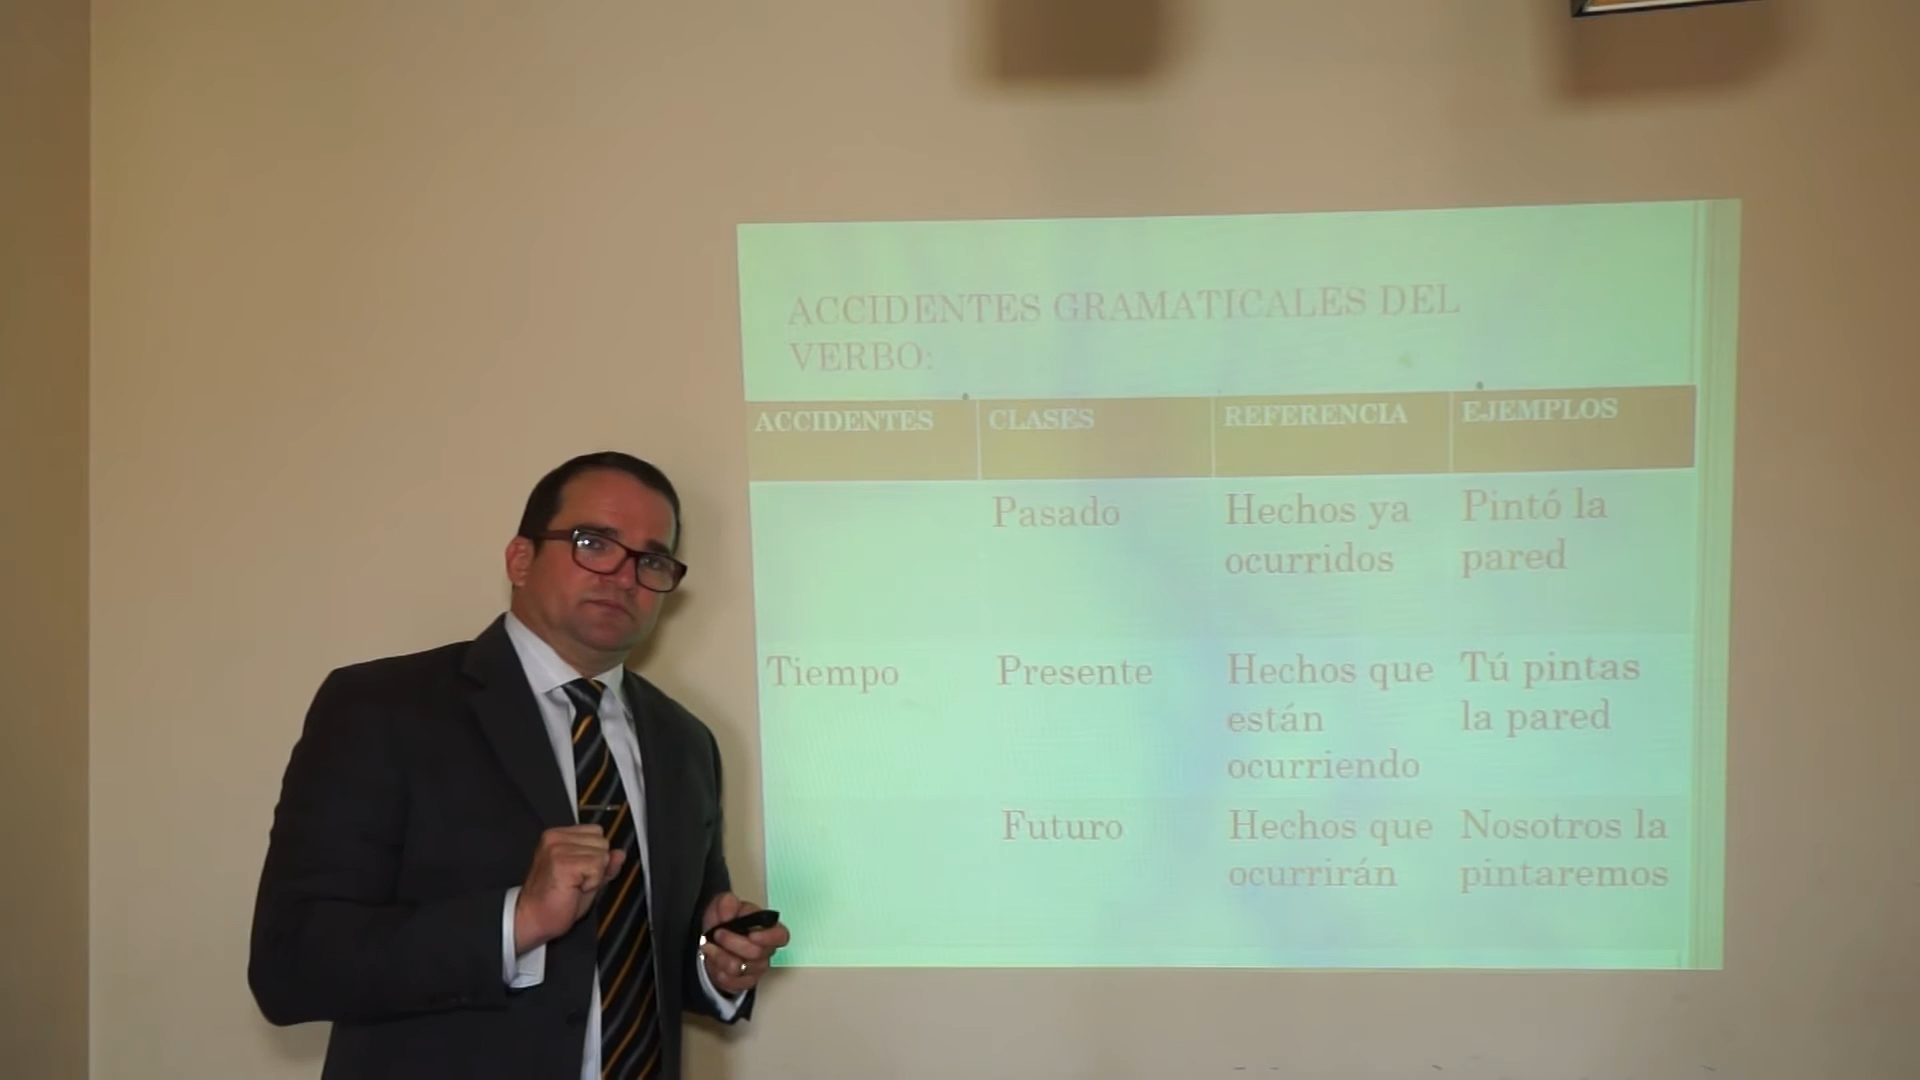 ACCIDENTES GRAMATICALES DEL
VERBO:
ACCIDENTES CLASES REFERENCIA EJEMPLOS
Pasado Hechos ya Pintó la
ocurridos pared
Tiempo Presente Hechos que Tú pintas
están la pared
ocurriendo
Futuro Hechos que Nosotros la
ocurrirán pintaremos